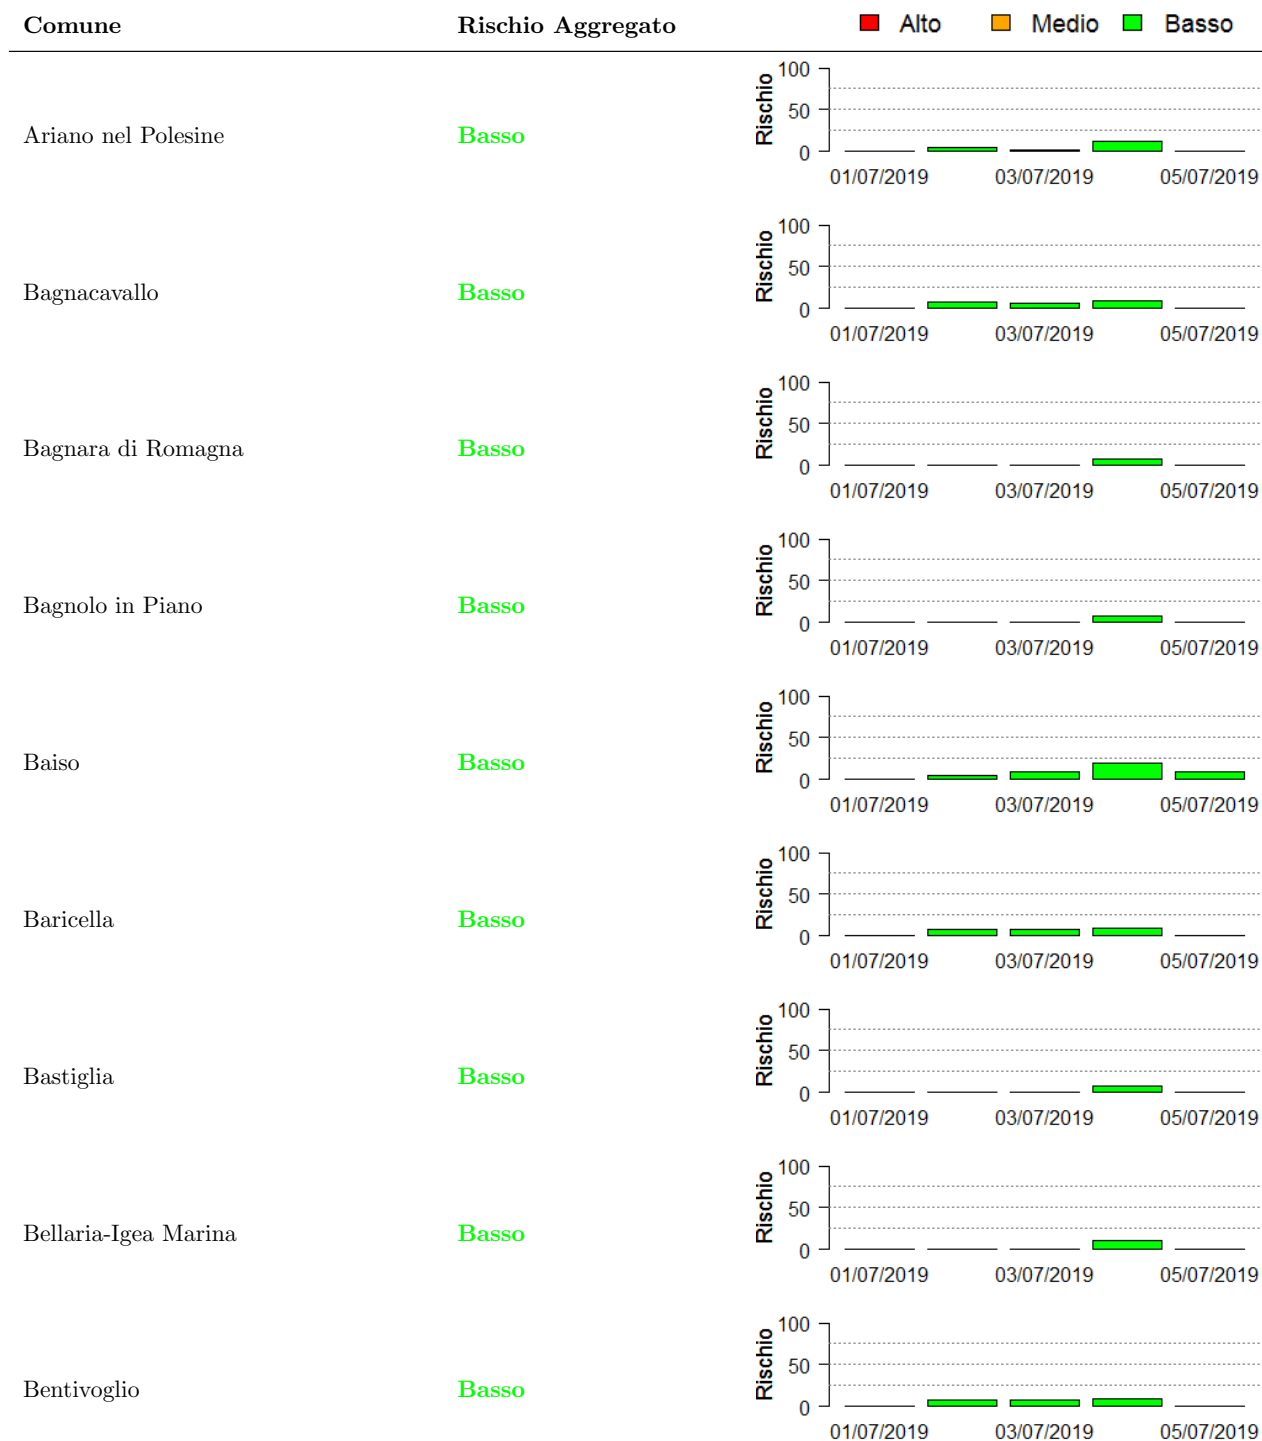 Comune Rischio Aggregato Alto Medio Basso
100
50
0
Rischio
Ariano nel Polesine Basso
01/07/2019 03/07/2019 05/07/2019
100
50
0
Rischio
Bagnacavallo Basso
01/07/2019 03/07/2019 05/07/2019
100
50
0
Rischio
Bagnara di Romagna Basso
01/07/2019 03/07/2019 05/07/2019
100
50
0
Rischio
Bagnolo in Piano Basso
01/07/2019 03/07/2019 05/07/2019
100
50
0
Rischio
Baiso Basso
01/07/2019 03/07/2019 05/07/2019
100
50
0
Rischio
Baricella Basso
01/07/2019 03/07/2019 05/07/2019
100
50
0
Rischio
Bastiglia Basso
01/07/2019 03/07/2019 05/07/2019
100
50
0
Rischio
Bellaria-Igea Marina Basso
01/07/2019 03/07/2019 05/07/2019
100
50
0
Rischio
Bentivoglio Basso
01/07/2019 03/07/2019 05/07/2019